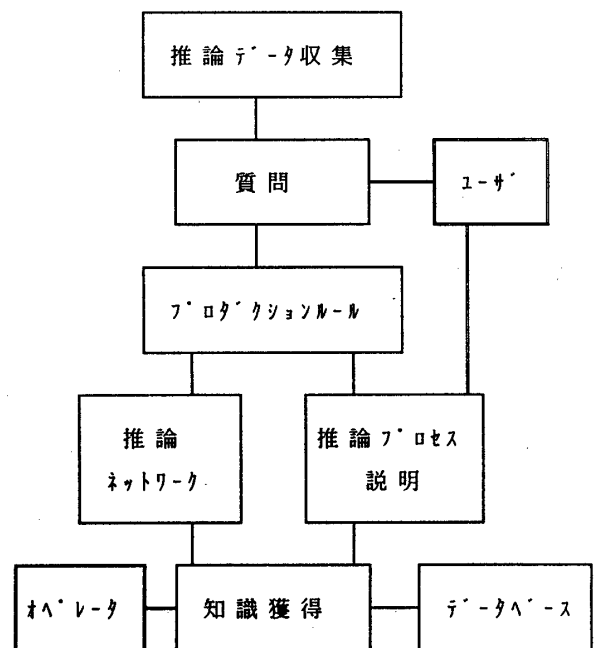 推論ﾃﾞｰﾀ収集
質問
ﾕｰｻﾞ
ﾌﾟﾛﾀﾞｸｼｮﾝﾙｰﾙ
推論
ﾈｯﾄﾜｰｸ
推論ﾌﾟﾛｾｽ
説明
ｵﾍﾟﾚｰﾀ
知識獲得
ﾃﾞｰﾀﾍﾞｰｽ